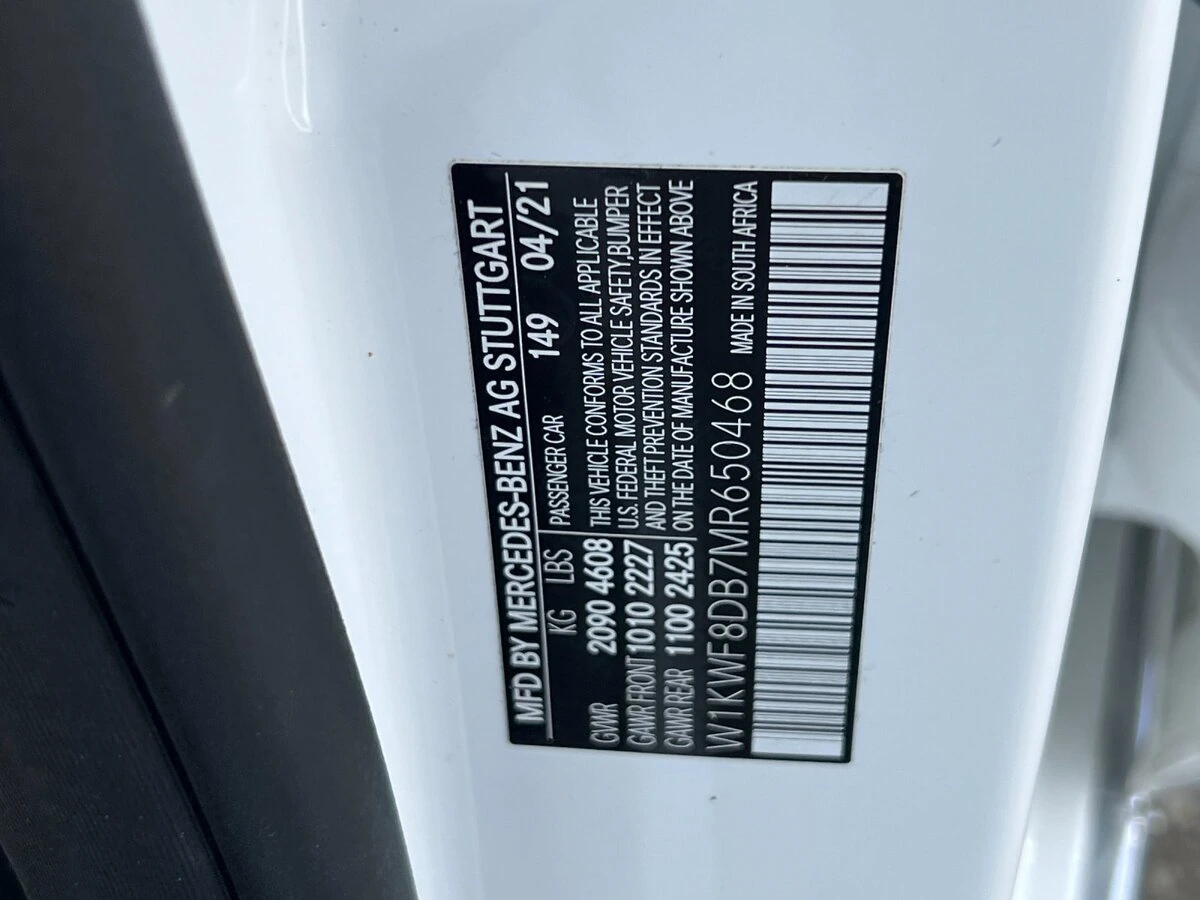 MFD BY MERCEDES-BENZ AG STUTTGART
KG LBS PASSENGER CAR 149 04/21
GVWR 2090 4608 THIS VEHICLE CONFORMS TO ALL APPLICABLE
GAWR FRONT 1010 2227 U.S. FEDERAL MOTOR VEHICLE SAFETY,BUMPER
GAWR REAR 1100 2425 AND THEFT PREVENTION STANDARDS IN EFFECT
ON THE DATE OF MANUFACTURE SHOWN ABOVE
W1KWF8DB7MR650468 MADE IN SOUTH AFRICA